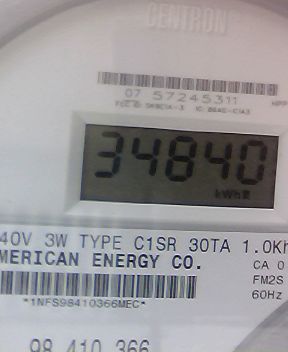 CENTRON
07 57245311
34840
kWh
40V 3W TYPE C1SR 30TA 1.0Kh
MERICAN ENERGY CO.
CA 0
FM2S
60Hz
*1NFS98410366MEC*
98 410 366